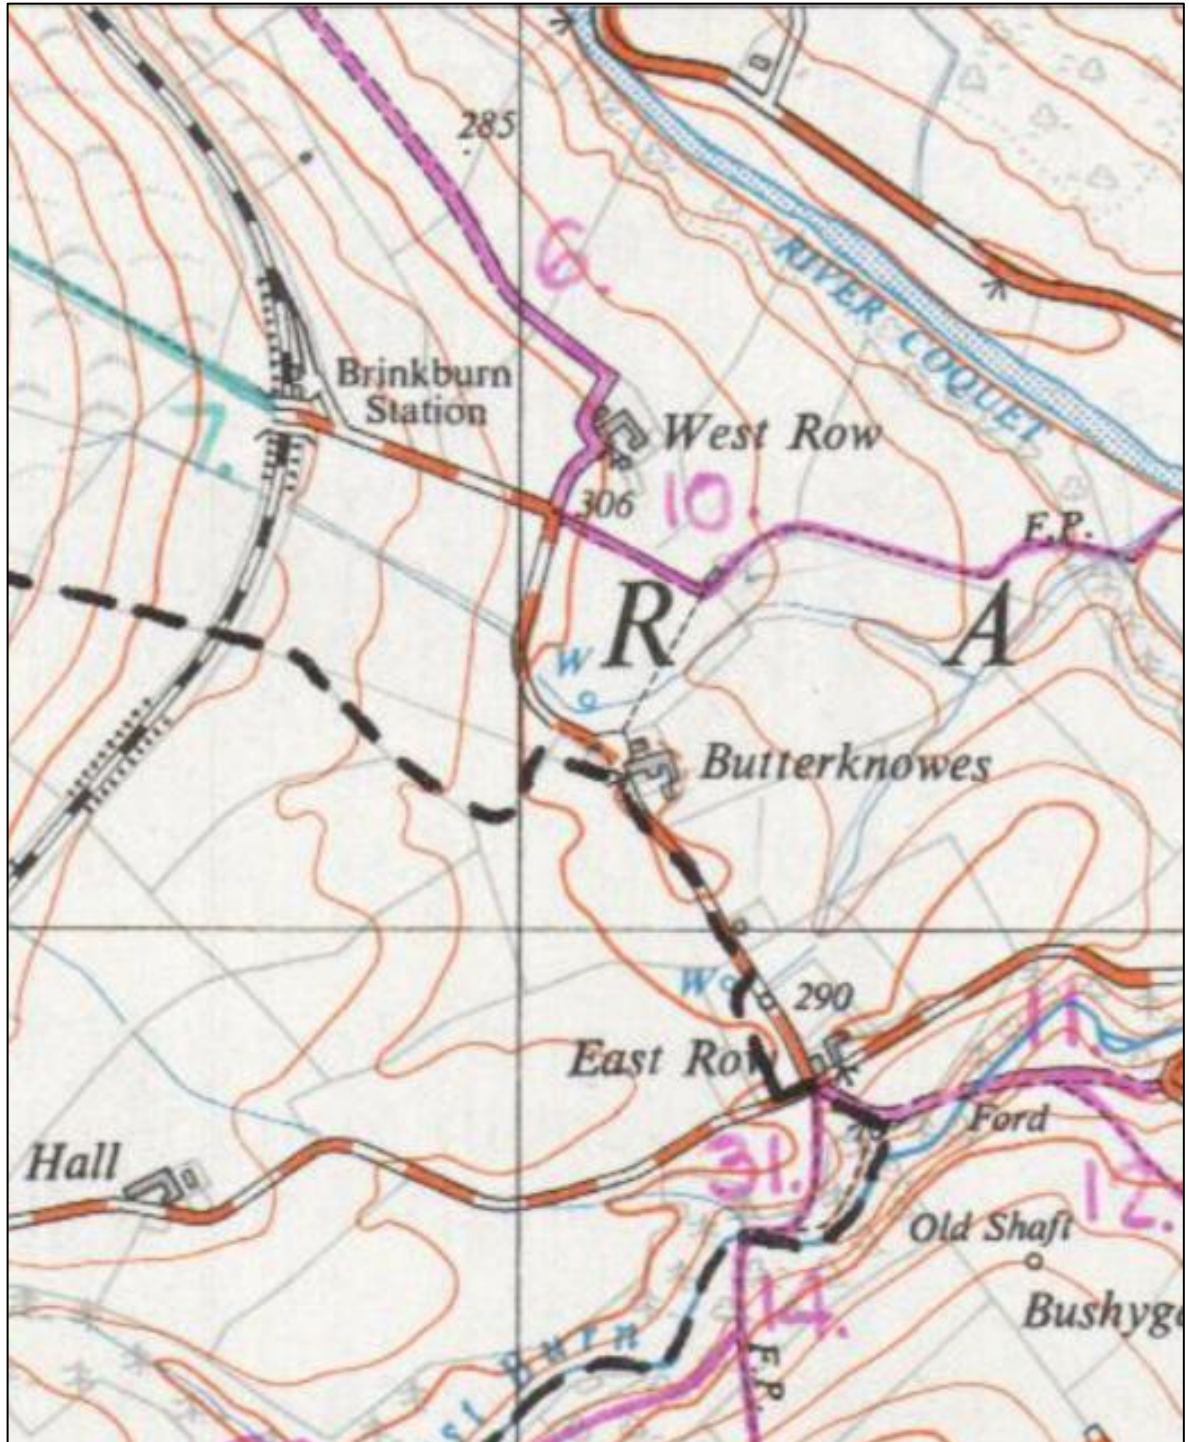 285
6.
RIVER COQUET
Brinkburn
Station
7.
West Row
306
10.
F.P.
R A
W
Butterknowes
W
290
East Row
11.
Ford
Hall
31.
12.
Old Shaft
14.
Burn
F.P.